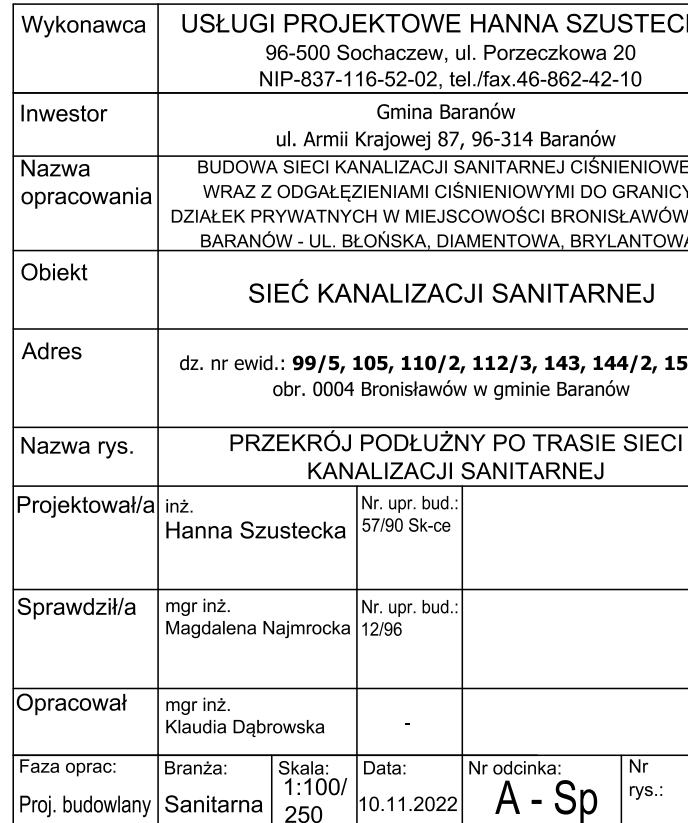 Wykonawca
USŁUGI PROJEKTOWE HANNA
96-500 Sochaczew, ul. Porzeczkowa 20
NIP-837-116-52-02, tel./fax.46-862-42-10
Inwestor
Gmina Baranów
ul. Armii Krajowej 87, 96-314 Baranów
Nazwa
opracowania
BUDOWA SIECI KANALIZACJI SANITARNEJ
WRAZ Z ODGAŁĘZIENIAMI CIŚNIENIOWYMI DO GRANICY
DZIAŁEK PRYWATNYCH W MIEJSCOWOŚCI BRONISŁAWÓW
BARANÓW - UL. BŁOŃSKA, DIAMENTOWA, BRYLANTOWA
Obiekt
SIEĆ KANALIZACJI SANITARNEJ
Adres
dz. nr ewid.: 99/5, 105, 110/2, 112/3, 143, 144/2,
obr. 0004 Bronisławów w gminie Baranów
Nazwa rys.
PRZEKRÓJ PODŁUŻNY PO TRASIE SIECI
KANALIZACJI SANITARNEJ
Projektował/a
inż.
Hanna Szustecka
Nr. upr. bud.:
57/90 Sk-ce
Sprawdził/a
mgr inż.
Magdalena Najmrocka
Nr. upr. bud.:
12/96
Opracował
mgr inż.
Klaudia Dąbrowska
-
Faza oprac:
Proj. budowlany
Branża:
Sanitarna
Skala:
1:100/
250
Data:
10.11.2022
Nr odcinka:
A - Sp
Nr
rys.: